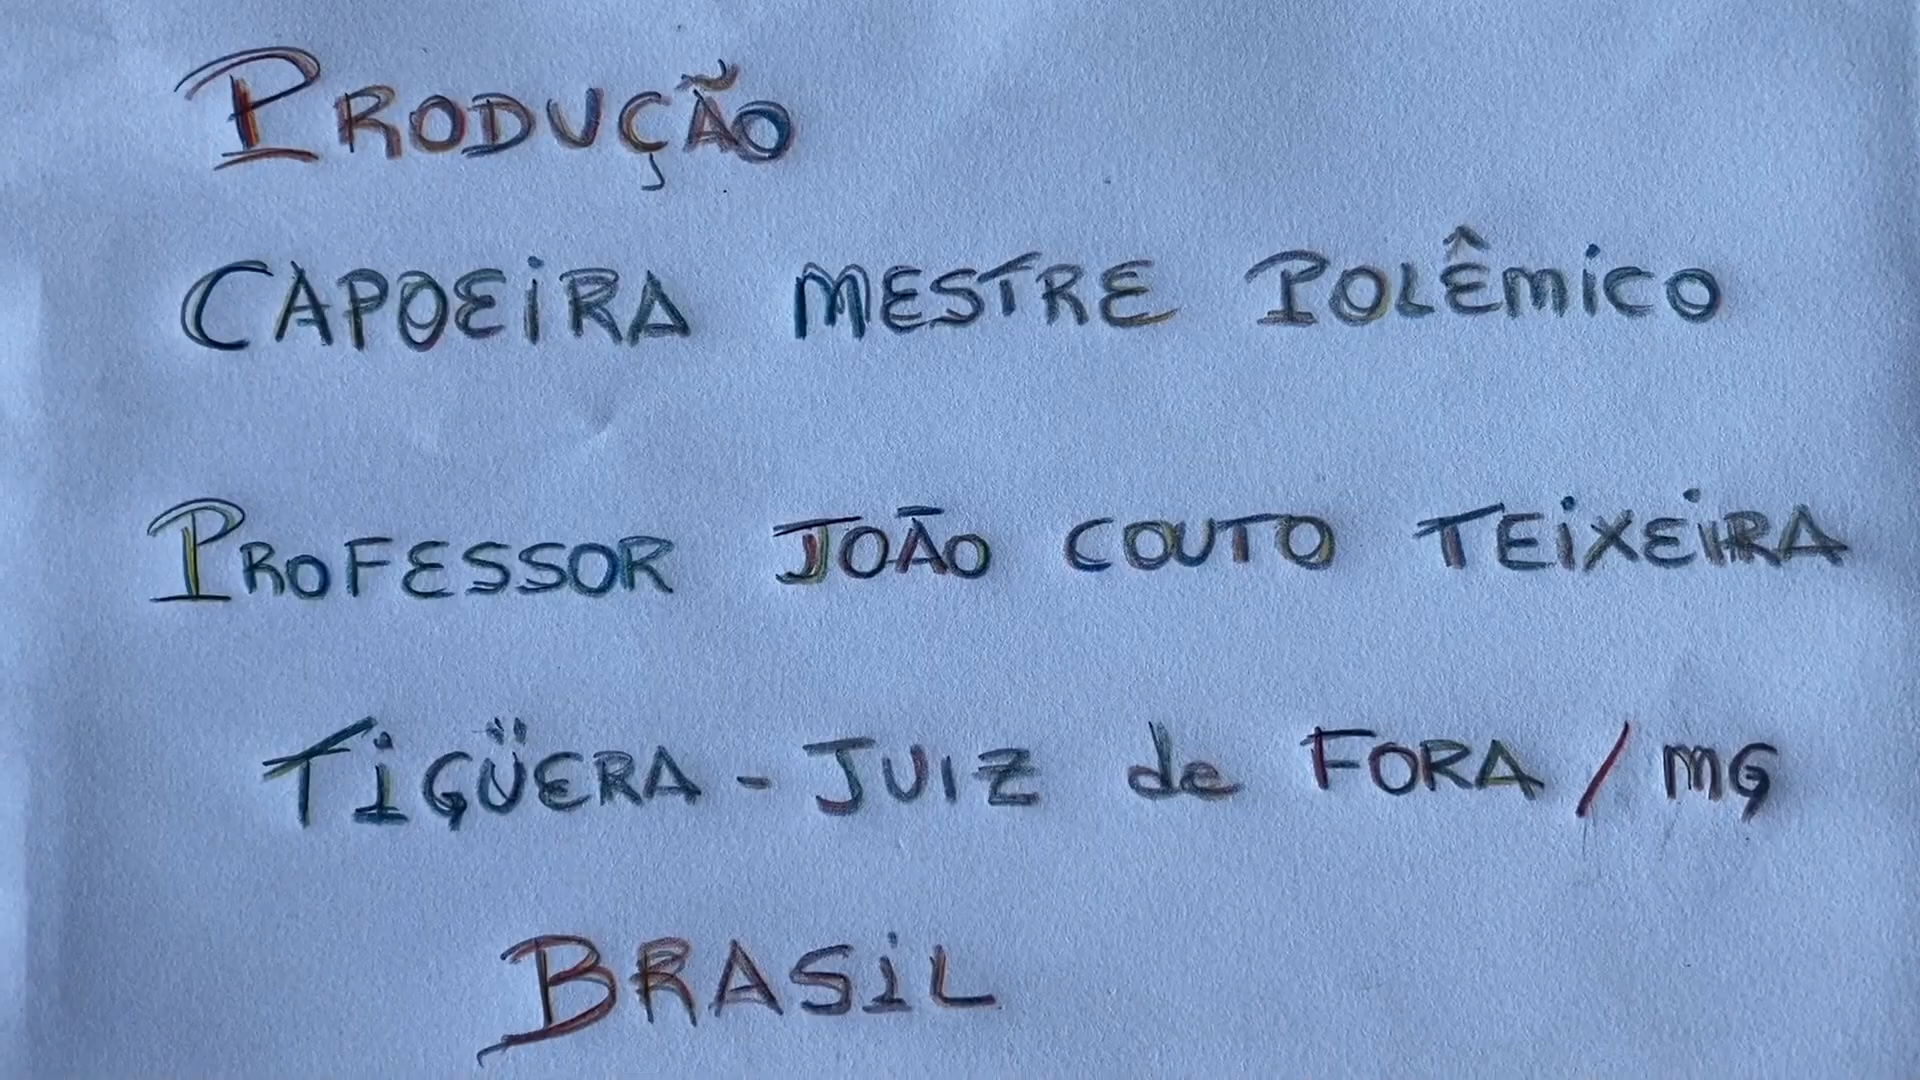 PRODUÇÃO
CAPOEiRA MESTRE POLÊMiCO
PROFESSOR JOÃO COUTO TEiXEiRA
TiGÜERA - JUIZ de FORA / MG
BRASiL